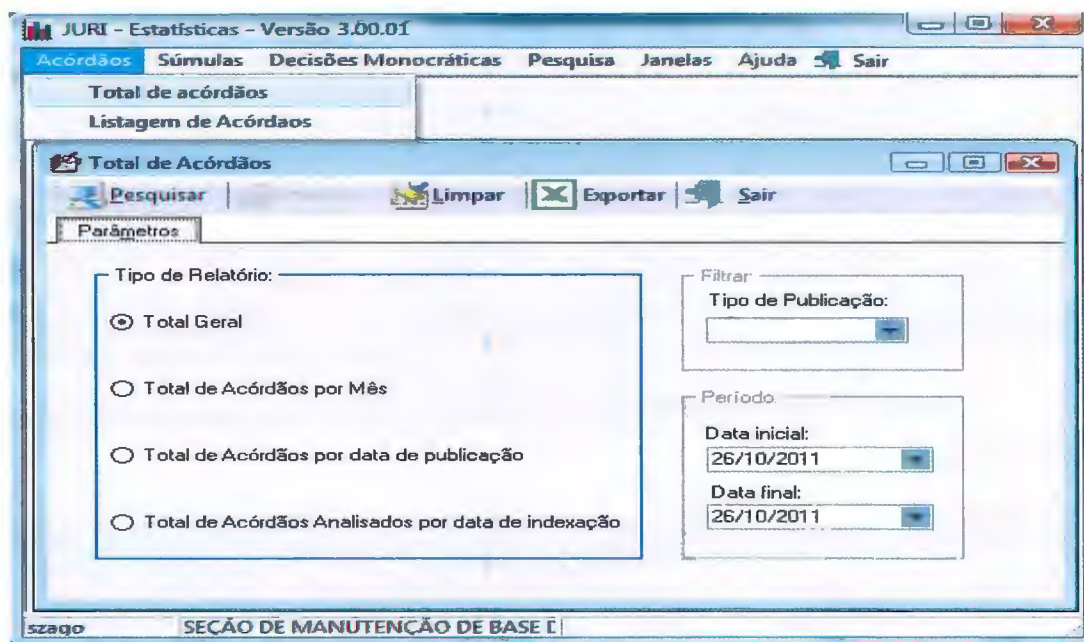 JURI - Estatísticas - Versão 3.00.01
Acórdãos Súmulas Decisões Monocráticas Pesquisa Janelas Ajuda Sair
Total de acórdãos
Listagem de Acórdaos
Total de Acórdãos
Pesquisar Limpar Exportar Sair
Parâmetros
Tipo de Relatório:
Total Geral
Total de Acórdãos por Mês
Total de Acórdãos por data de publicação
Total de Acórdãos Analisados por data de indexação
Filtrar
Tipo de Publicação:
Período
Data inicial:
26/10/2011
Data final:
26/10/2011
szago SEÇÃO DE MANUTENÇÃO DE BASE D